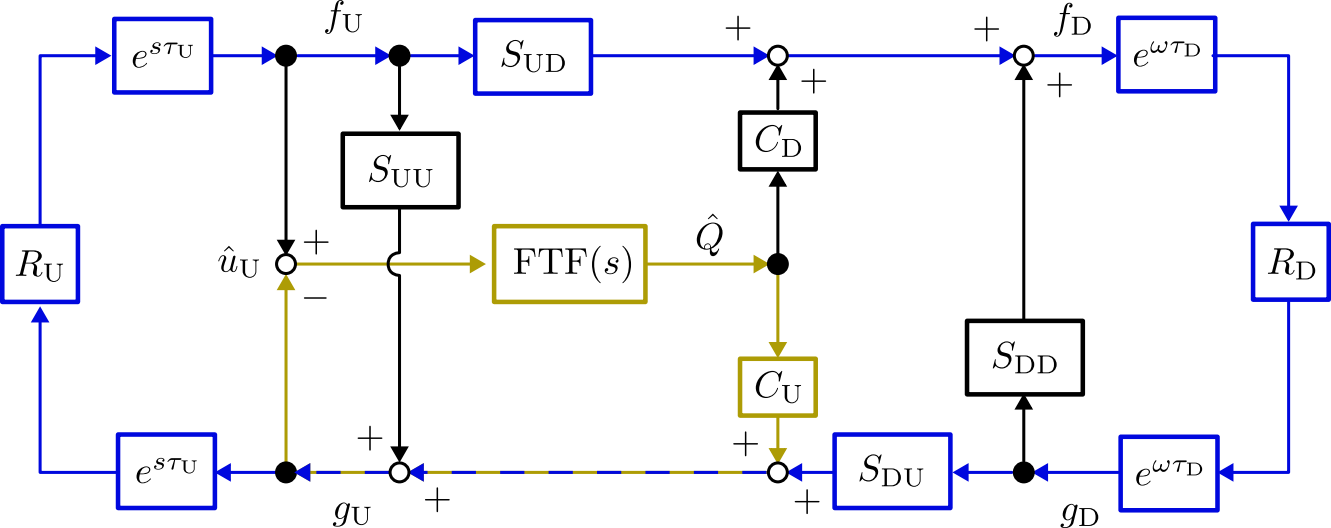 f_U
f_D
e^{sτ_U}
S_UD
+
+
e^{ωτ_D}
+
+
C_D
S_UU
R_U
û_U
+
−
FTF(s)
Q̂
R_D
S_DD
C_U
e^{sτ_U}
+
+
+
+
S_DU
e^{ωτ_D}
g_U
g_D